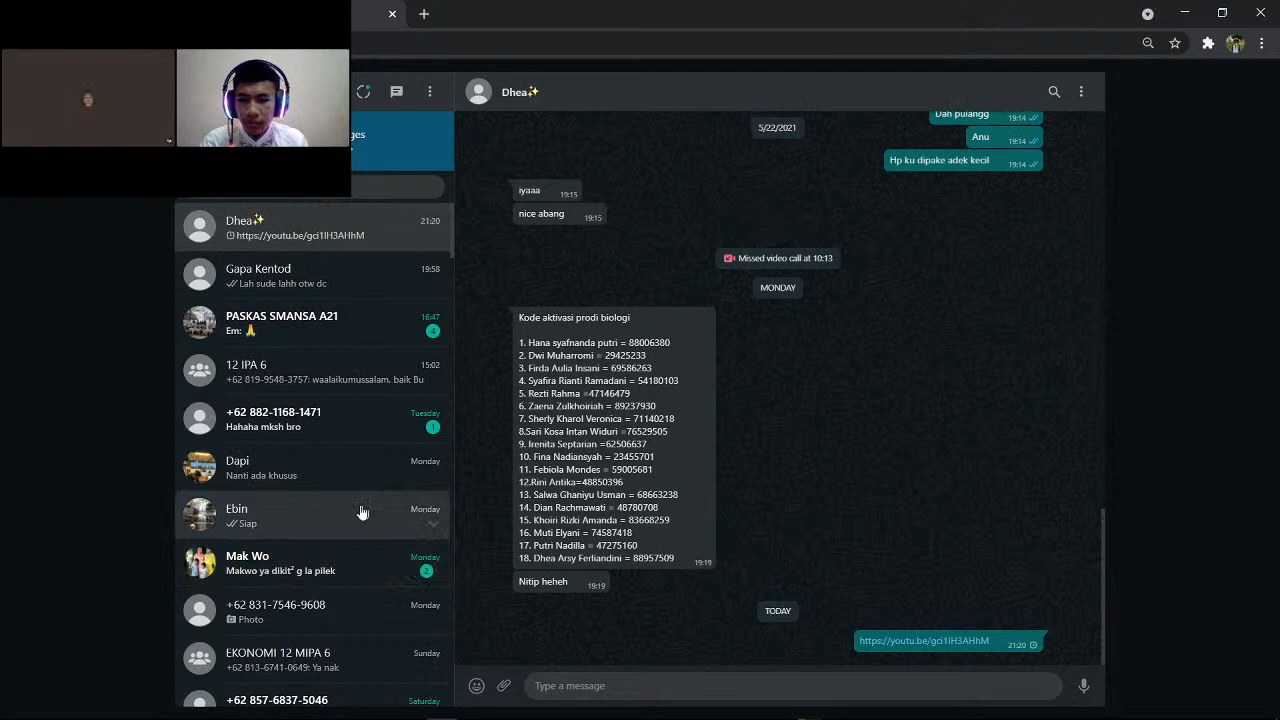 ges
Dhea✨
21:20
https://youtu.be/gci1IH3AHhM
Gapa Kentod
19:58
Lah sude lahh otw dc
PASKAS SMANSA A21
16:47
Em: 🙏
4
12 IPA 6
15:02
+62 819-9548-3757: waalaikumussalam, baik Bu
+62 882-1168-1471
Tuesday
Hahaha mksh bro
1
Dapi
Monday
Nanti ada khusus
Ebin
Monday
Siap
Mak Wo
Monday
Makwo ya dikit² g la pilek
2
+62 831-7546-9608
Monday
Photo
EKONOMI 12 MIPA 6
Sunday
+62 813-6741-0649: Ya nak
+62 857-6837-5046
Saturday
Dhea✨
Dah pulangg
19:14
5/22/2021
Anu
19:14
Hp ku dipake adek kecil
19:14
iyaaa
19:15
nice abang
19:15
Missed video call at 10:13
MONDAY
Kode aktivasi prodi biologi
1. Hana syafnanda putri = 88006380
2. Dwi Muharromi = 29425233
3. Firda Aulia Insani = 69586263
4. Syafira Rianti Ramadani = 54180103
5. Rezti Rahma =47146479
6. Zaena Zulkhoiriah = 89237930
7. Sherly Kharol Veronica = 71140218
8.Sari Kosa Intan Widuri =76529505
9. Irenita Septarian =62506637
10. Fina Nadiansyah = 23455701
11. Febiola Mondes = 59005681
12.Rini Antika=48850396
13. Salwa Ghaniyu Usman = 68663238
14. Dian Rachmawati = 48780708
15. Khoiri Rizki Amanda = 83668259
16. Muti Elyani = 74587418
17. Putri Nadilla = 47275160
18. Dhea Arsy Ferliandini = 88957509
19:19
Nitip heheh
19:19
TODAY
https://youtu.be/gci1IH3AHhM
21:20
Type a message